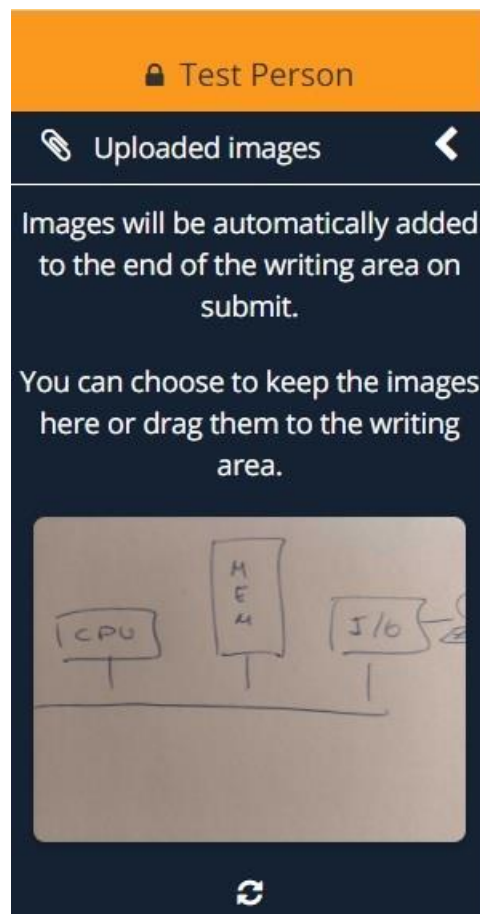 Test Person
Uploaded images
Images will be automatically added
to the end of the writing area on
submit.
You can choose to keep the images
here or drag them to the writing
area.
CPU
MEM
I/O